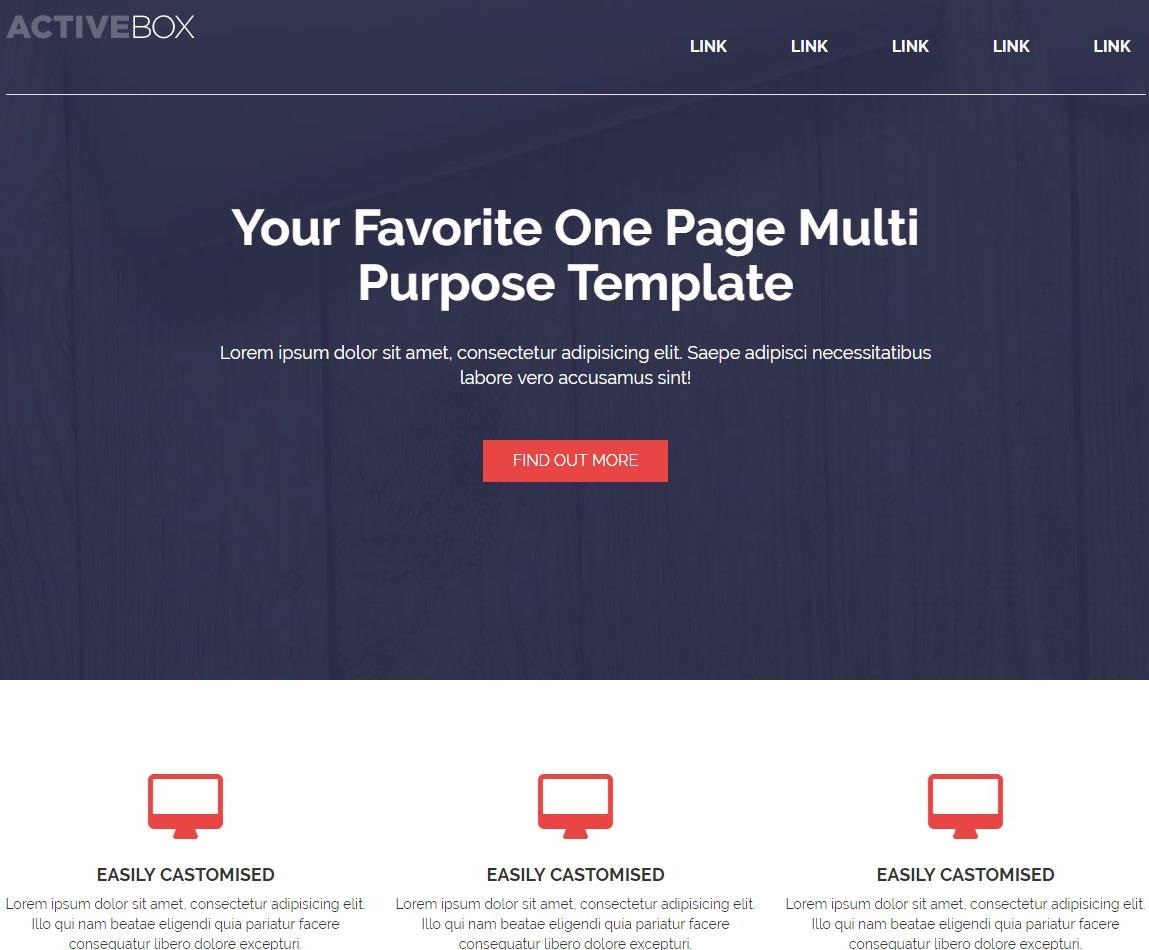 ACTIVEBOX
LINK LINK LINK LINK LINK
Your Favorite One Page Multi
Purpose Template
Lorem ipsum dolor sit amet, consectetur adipisicing elit. Saepe adipisci necessitatibus
labore vero accusamus sint!
FIND OUT MORE
EASILY CASTOMISED
Lorem ipsum dolor sit amet, consectetur adipisicing elit.
Illo qui nam beatae eligendi quia pariatur facere
consequatur libero dolore excepturi.
EASILY CASTOMISED
Lorem ipsum dolor sit amet, consectetur adipisicing elit.
Illo qui nam beatae eligendi quia pariatur facere
consequatur libero dolore excepturi.
EASILY CASTOMISED
Lorem ipsum dolor sit amet, consectetur adipisicing elit.
Illo qui nam beatae eligendi quia pariatur facere
consequatur libero dolore excepturi.